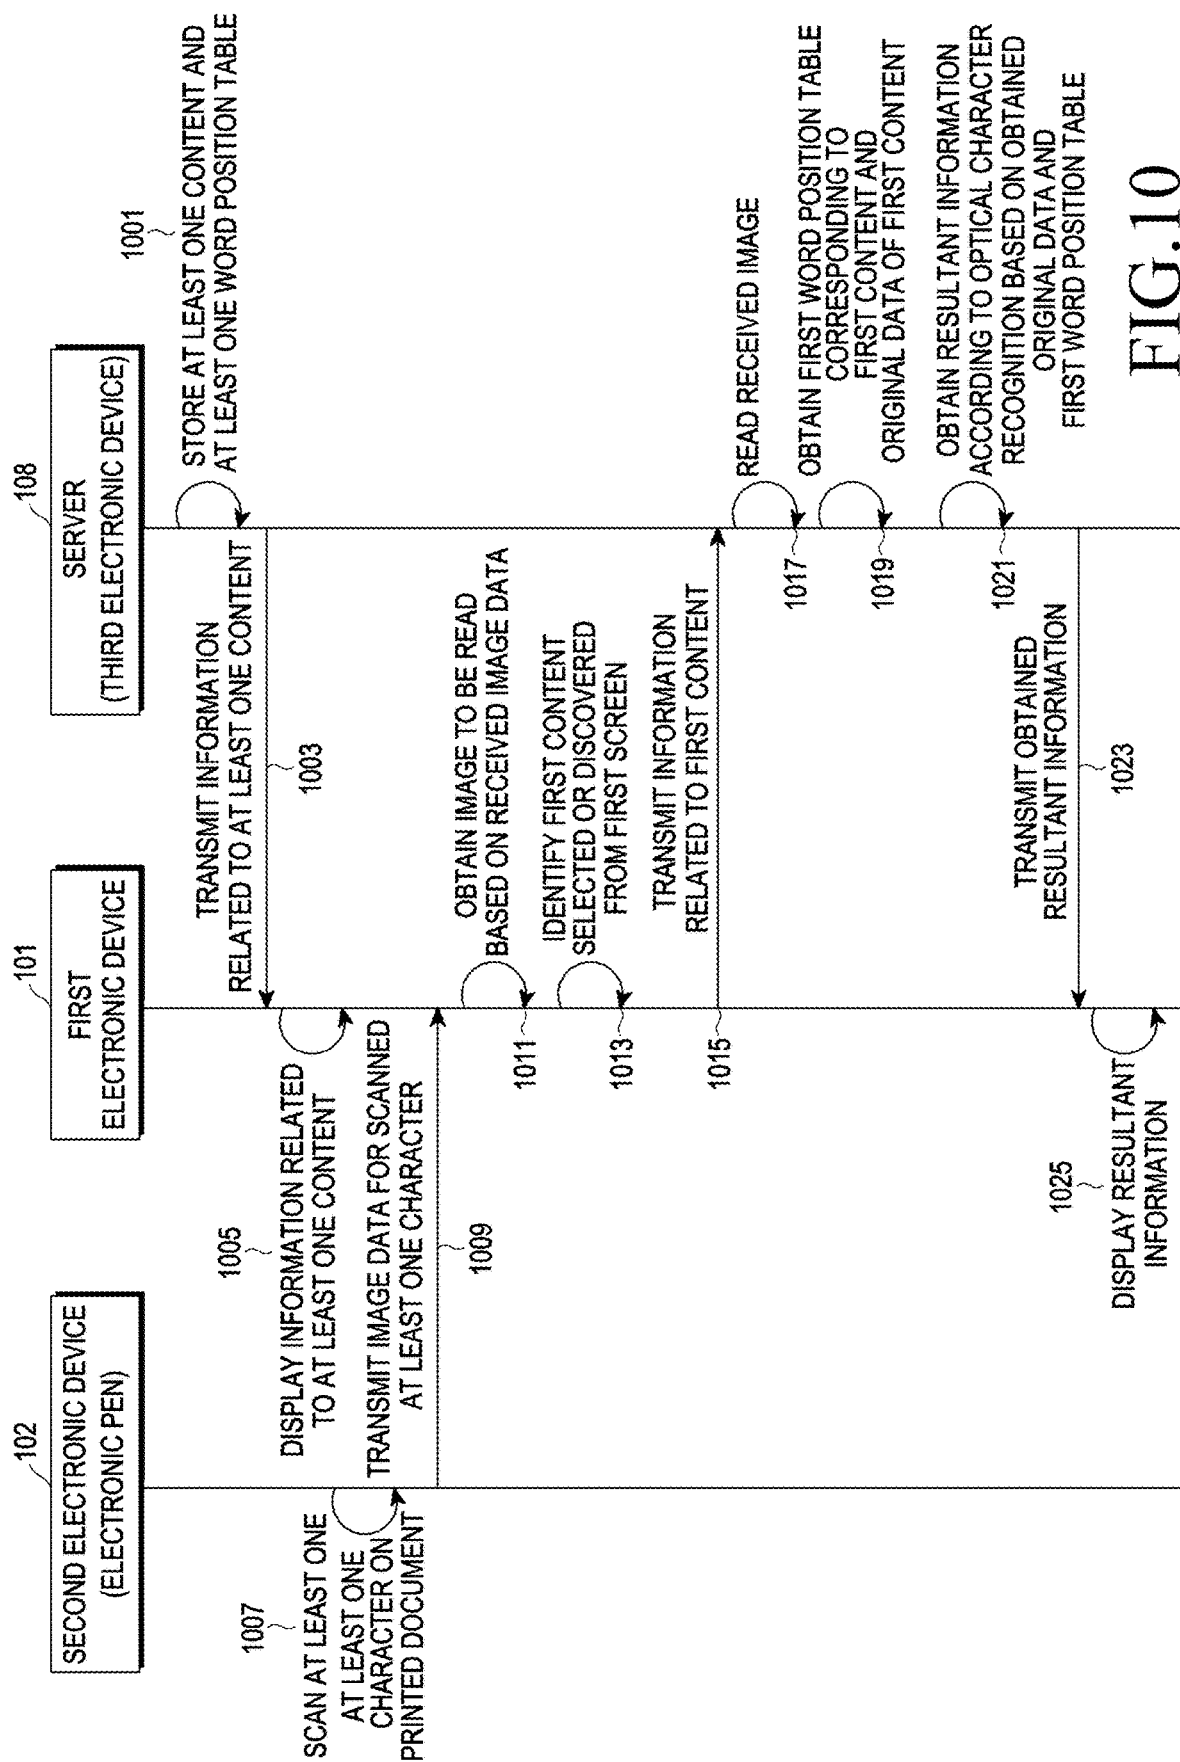 102
SECOND ELECTRONIC DEVICE
(ELECTRONIC PEN)
101
FIRST
ELECTRONIC DEVICE
108
SERVER
(THIRD ELECTRONIC DEVICE)
1001
STORE AT LEAST ONE CONTENT AND
AT LEAST ONE WORD POSITION TABLE
TRANSMIT INFORMATION
RELATED TO AT LEAST ONE CONTENT
1003
1005
DISPLAY INFORMATION RELATED
TO AT LEAST ONE CONTENT
1007
SCAN AT LEAST ONE
AT LEAST ONE
CHARACTER ON
PRINTED DOCUMENT
TRANSMIT IMAGE DATA FOR SCANNED
AT LEAST ONE CHARACTER
1009
OBTAIN IMAGE TO BE READ
BASED ON RECEIVED IMAGE DATA
1011
IDENTIFY FIRST CONTENT
SELECTED OR DISCOVERED
FROM FIRST SCREEN
1013
TRANSMIT INFORMATION
RELATED TO FIRST CONTENT
1015
READ RECEIVED IMAGE
1017
OBTAIN FIRST WORD POSITION TABLE
CORRESPONDING TO
FIRST CONTENT AND
ORIGINAL DATA OF FIRST CONTENT
1019
OBTAIN RESULTANT INFORMATION
ACCORDING TO OPTICAL CHARACTER
RECOGNITION BASED ON OBTAINED
ORIGINAL DATA AND
FIRST WORD POSITION TABLE
1021
TRANSMIT OBTAINED
RESULTANT INFORMATION
1023
1025
DISPLAY RESULTANT
INFORMATION
FIG.10